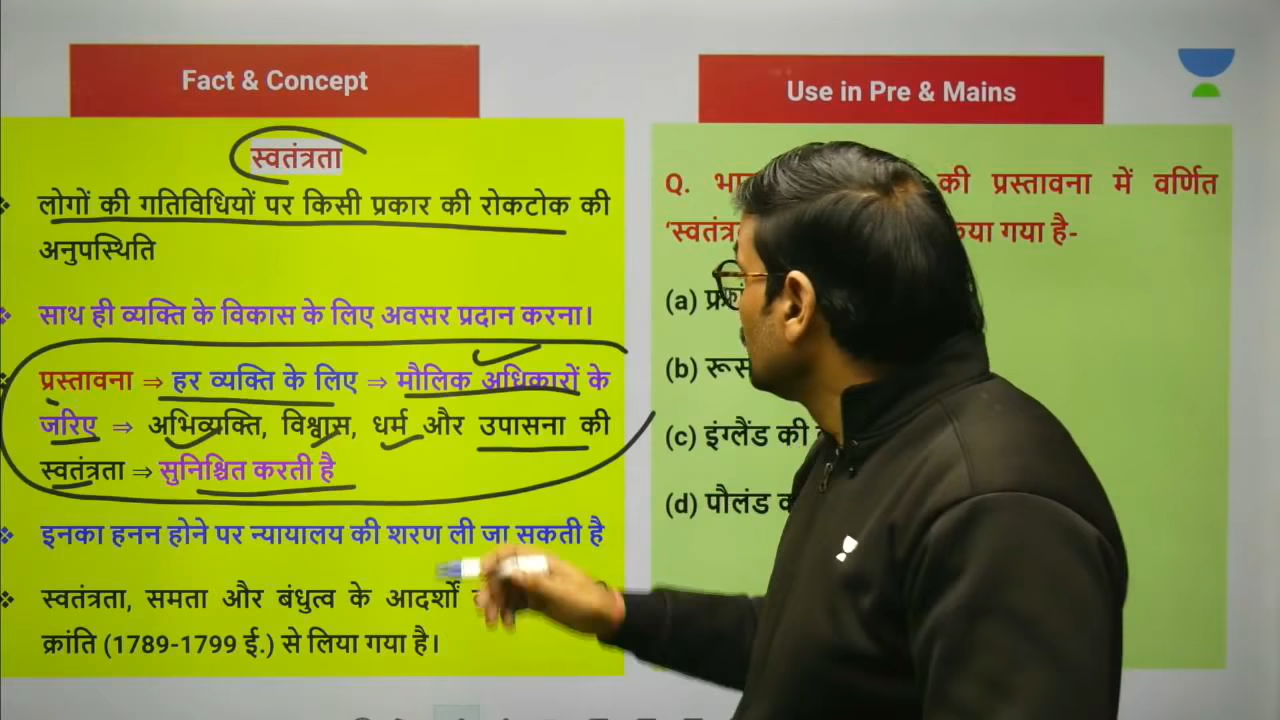 Fact & Concept
स्वतंत्रता
लोगों की गतिविधियों पर किसी प्रकार की रोकटोक की
अनुपस्थिति
साथ ही व्यक्ति के विकास के लिए अवसर प्रदान करना।
प्रस्तावना ⇒ हर व्यक्ति के लिए ⇒ मौलिक अधिकारों के
जरिए ⇒ अभिव्यक्ति, विश्वास, धर्म और उपासना की
स्वतंत्रता ⇒ सुनिश्चित करती है
इनका हनन होने पर न्यायालय की शरण ली जा सकती है
स्वतंत्रता, समता और बंधुत्व के आदर्शों
क्रांति (1789-1799 ई.) से लिया गया है।
Use in Pre & Mains
Q. की प्रस्तावना में वर्णित
गया है-
(a)
(b)
(c) इंग्लैंड की
(d) पौलंड